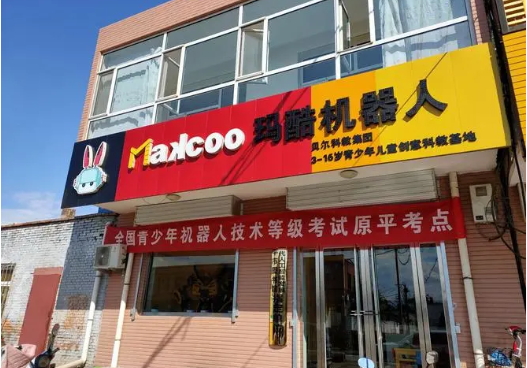 Makcoo 玛酷机器人
贝尔科教集团
3-16岁青少年儿童创意科教基地
全国青少年机器人技术等级考试原平考点